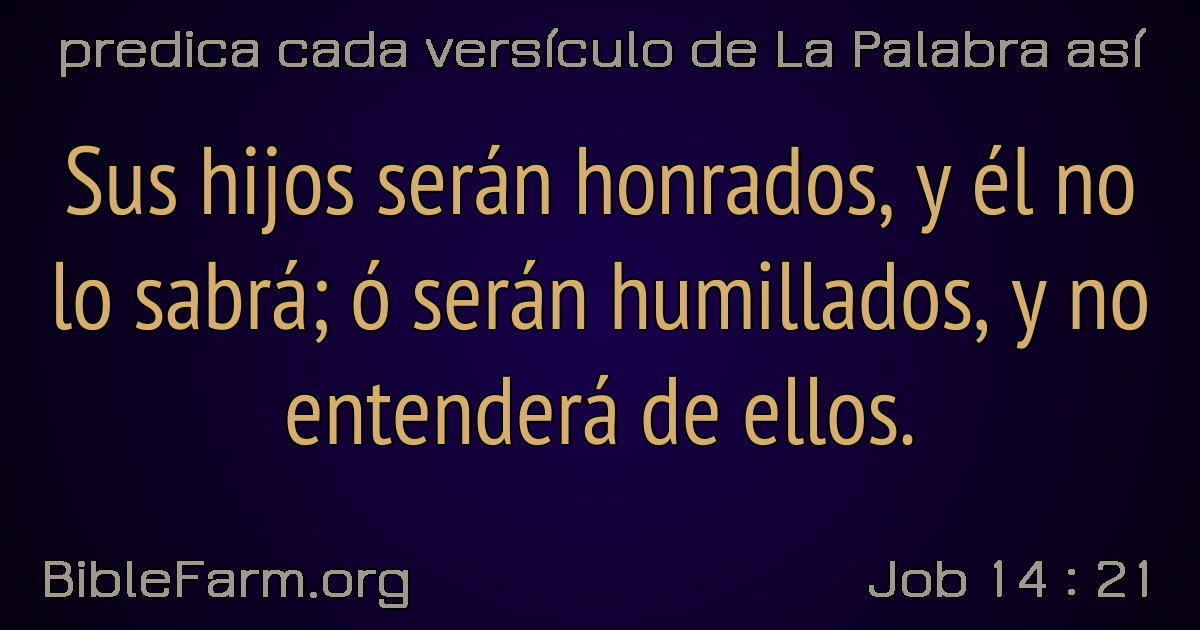 predica cada versículo de La Palabra así
Sus hijos serán honrados, y él no
lo sabrá; ó serán humillados, y no
entenderá de ellos.
BibleFarm.org
Job 14 : 21